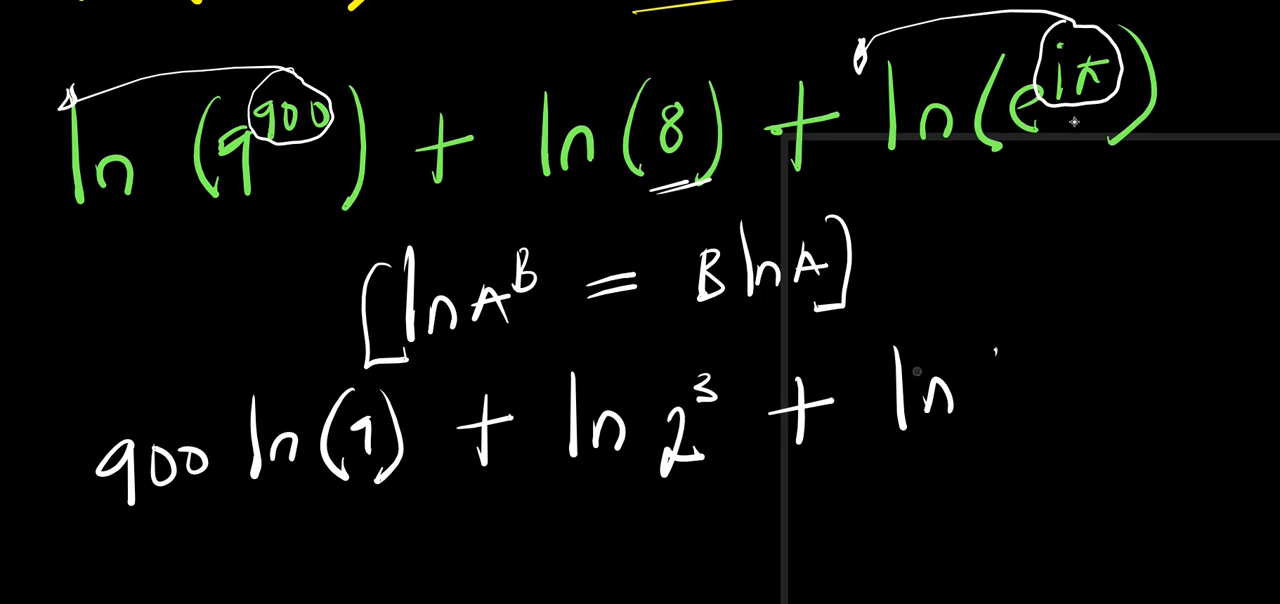 ln (9^900) + ln (8) + ln(e^iπ)
[ln A^B = B ln A]
900 ln(9) + ln 2^3 + ln